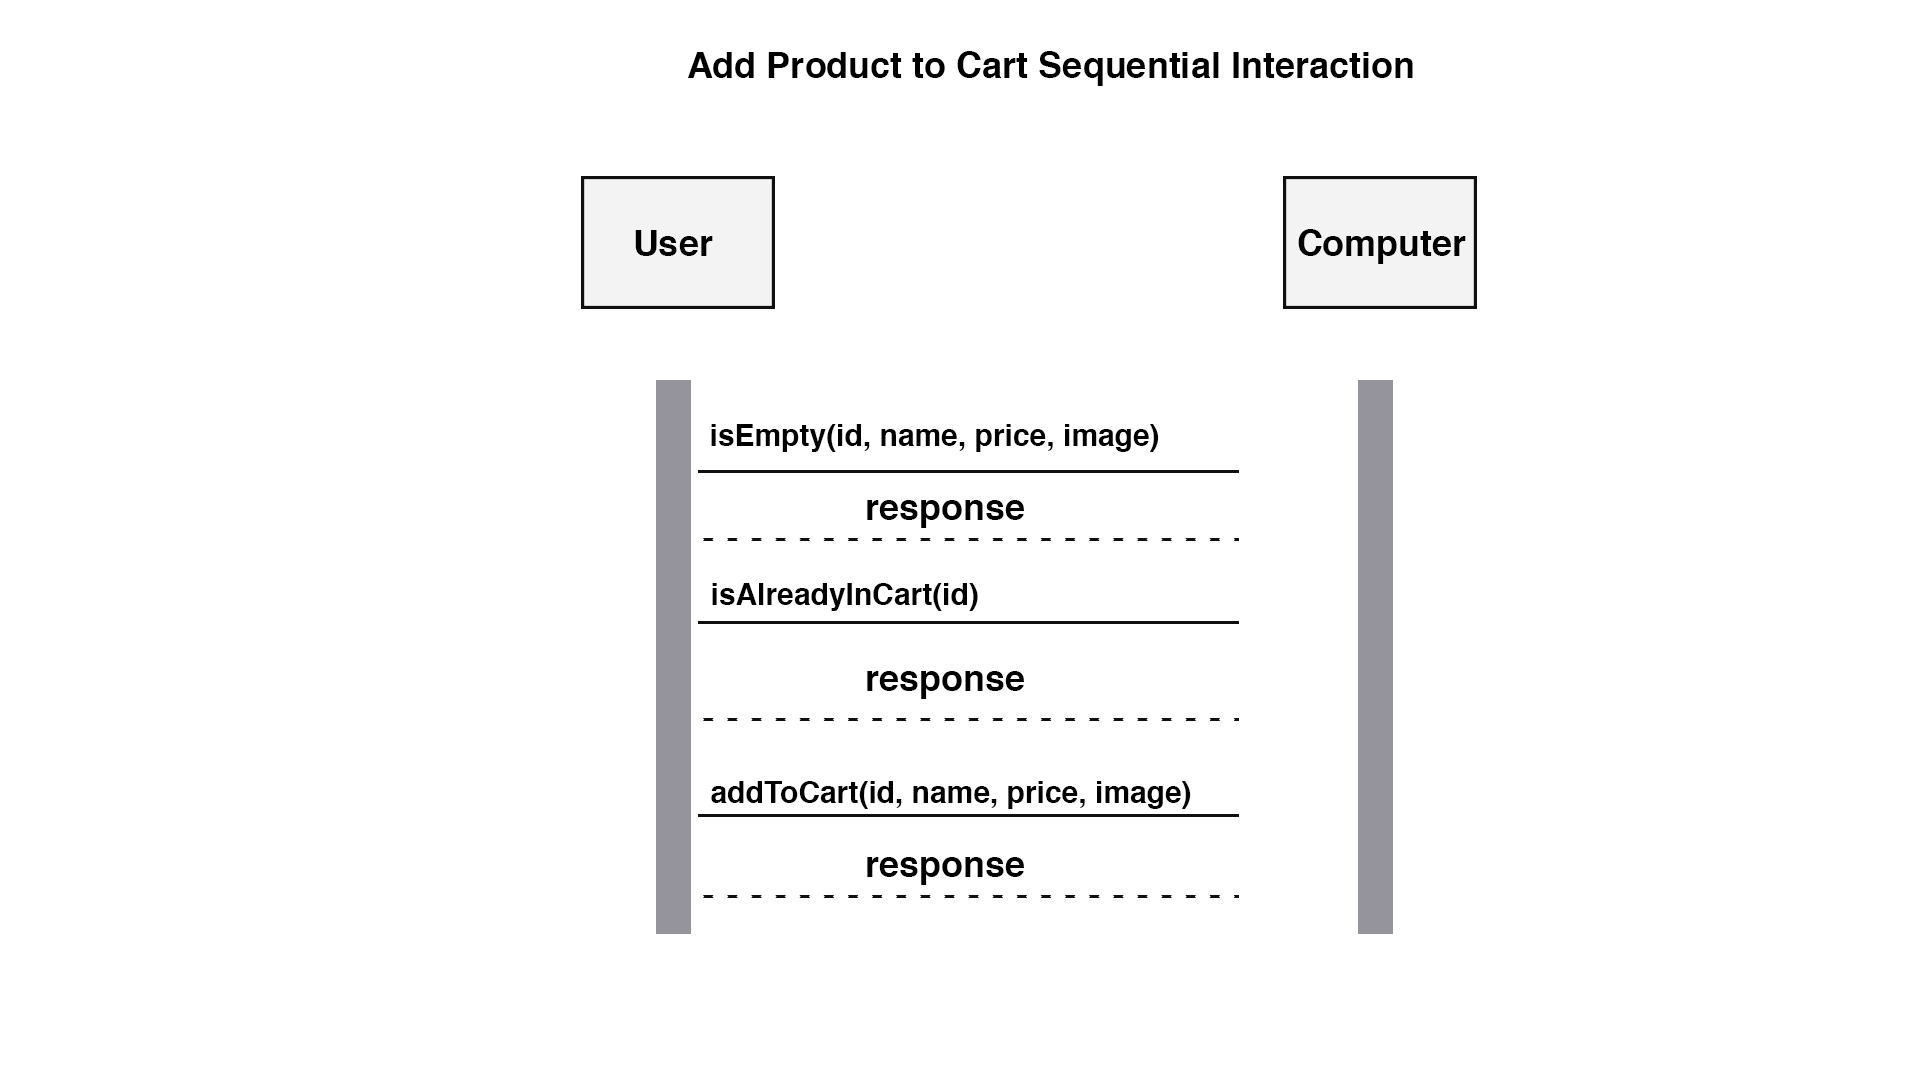 Add Product to Cart Sequential Interaction
User
Computer
isEmpty(id, name, price, image)
response
isAlreadyInCart(id)
response
addToCart(id, name, price, image)
response